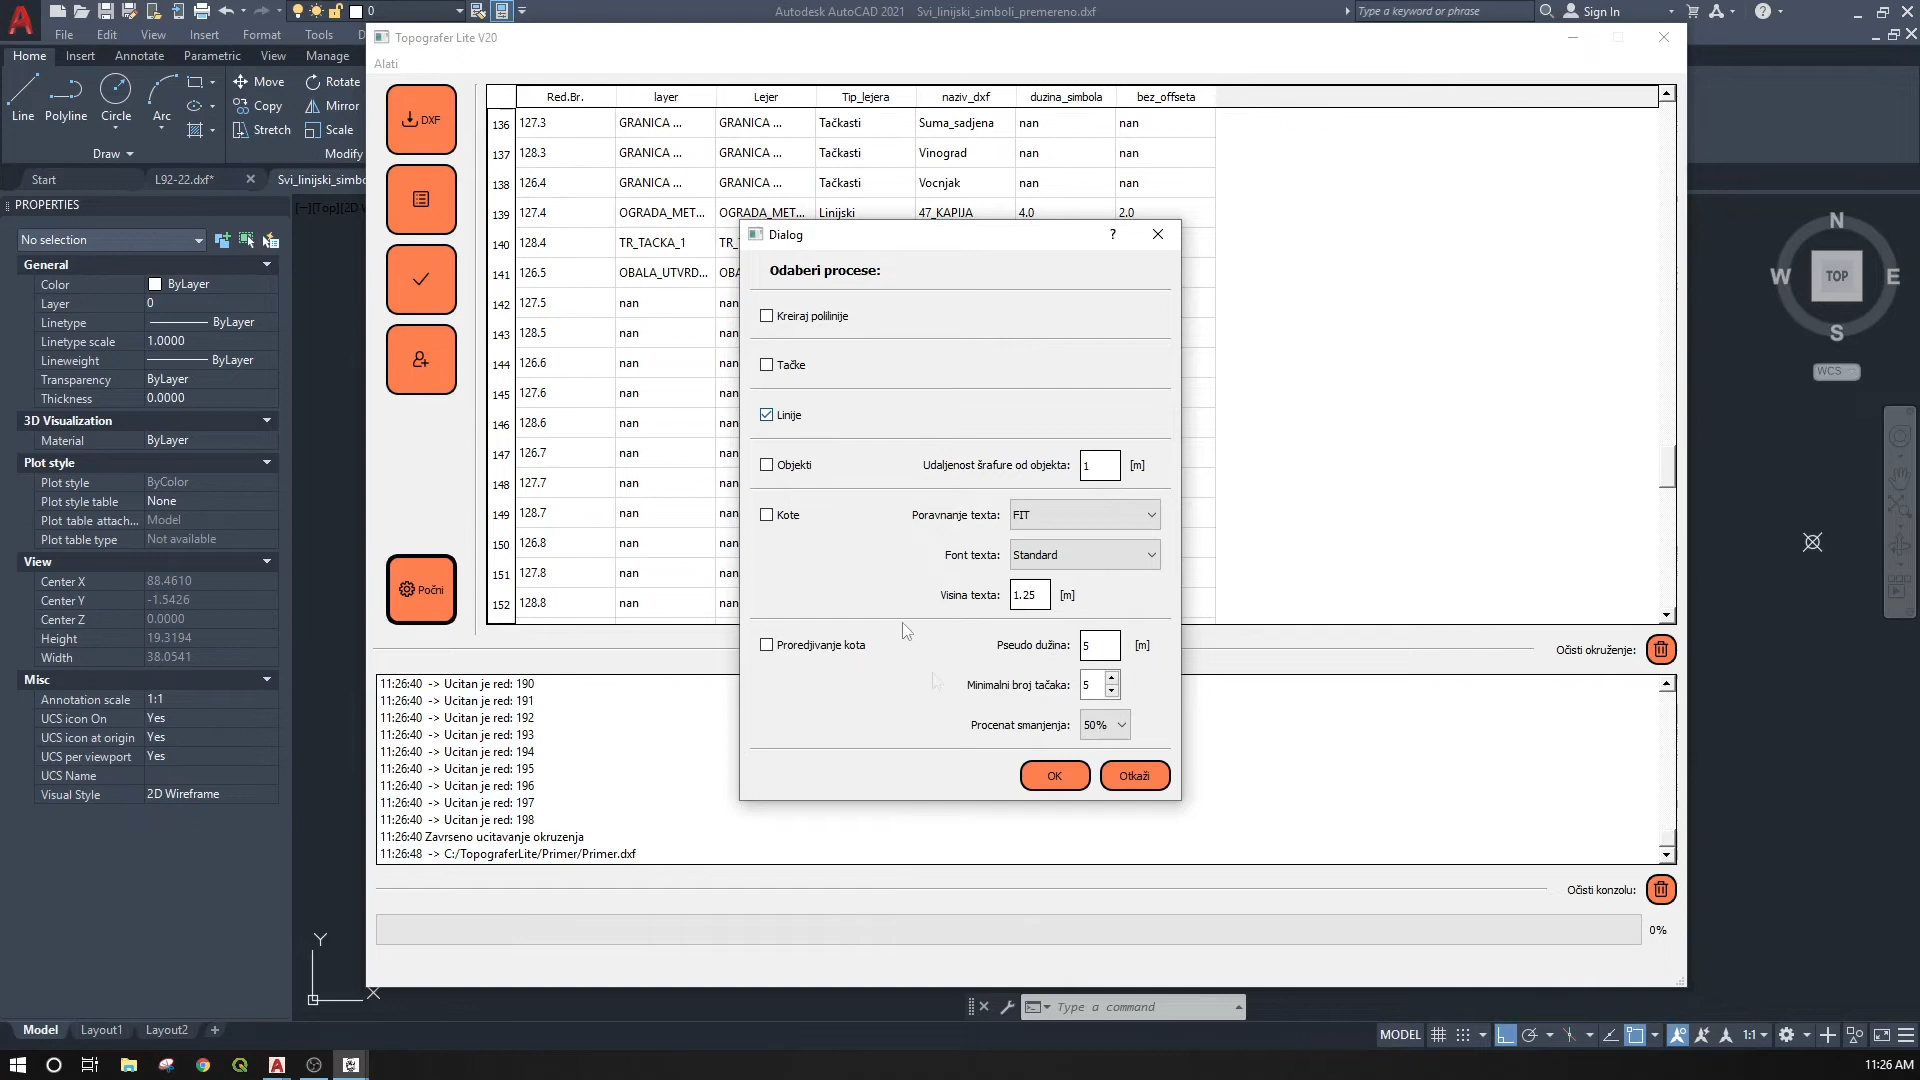 0
Autodesk AutoCAD 2021 Svi_linijski_simboli_premereno.dxf
Type a keyword or phrase
Sign In
File Edit View Insert Format Tools
Topografer Lite V20
Home Insert Annotate Parametric View Manage
Alati
Line Polyline Circle Arc
Move Rotate
Copy Mirror
Stretch Scale
Draw Modify
Start L92-22.dxf* Svi_linijski_simbo
PROPERTIES
No selection
General
Color ByLayer
Layer 0
Linetype ByLayer
Linetype scale 1.0000
Lineweight ByLayer
Transparency ByLayer
Thickness 0.0000
3D Visualization
Material ByLayer
Plot style
Plot style ByColor
Plot style table None
Plot table attach... Model
Plot table type Not available
View
Center X 88.4610
Center Y -1.5426
Center Z 0.0000
Height 19.3194
Width 38.0541
Misc
Annotation scale 1:1
UCS icon On Yes
UCS icon at origin Yes
UCS per viewport Yes
UCS Name
Visual Style 2D Wireframe
DXF
Počni
Red.Br. layer Lejer Tip_lejera naziv_dxf duzina_simbola bez_offseta
136 127.3 GRANICA ... GRANICA ... Tačkasti Suma_sadjena nan nan
137 128.3 GRANICA ... GRANICA ... Tačkasti Vinograd nan nan
138 126.4 GRANICA ... GRANICA ... Tačkasti Vocnjak nan nan
139 127.4 OGRADA_MET... OGRADA_MET... Linijski 47_KAPIJA 4.0 2.0
140 128.4 TR_TACKA_1 TR_
141 126.5 OBALA_UTVRD... OBA
142 127.5 nan nan
143 128.5 nan nan
144 126.6 nan nan
145 127.6 nan nan
146 128.6 nan nan
147 126.7 nan nan
148 127.7 nan nan
149 128.7 nan nan
150 126.8 nan nan
151 127.8 nan nan
152 128.8 nan nan
Dialog
?
Odaberi procese:
Kreiraj polilinije
Tačke
Linije
Objekti Udaljenost šrafure od objekta: 1 [m]
Kote Poravnanje texta: FIT
Font texta: Standard
Visina texta: 1.25 [m]
Proredjivanje kota Pseudo dužina: 5 [m]
Minimalni broj tačaka: 5
Procenat smanjenja: 50%
OK Otkaži
Očisti okruženje:
11:26:40 -> Ucitan je red: 190
11:26:40 -> Ucitan je red: 191
11:26:40 -> Ucitan je red: 192
11:26:40 -> Ucitan je red: 193
11:26:40 -> Ucitan je red: 194
11:26:40 -> Ucitan je red: 195
11:26:40 -> Ucitan je red: 196
11:26:40 -> Ucitan je red: 197
11:26:40 -> Ucitan je red: 198
11:26:40 Zavrseno ucitavanje okruzenja
11:26:48 -> C:/TopograferLite/Primer/Primer.dxf
Očisti konzolu:
0%
N
W TOP E
S
WCS
Y
X
Type a command
Model Layout1 Layout2 +
MODEL 1:1
11:26 AM